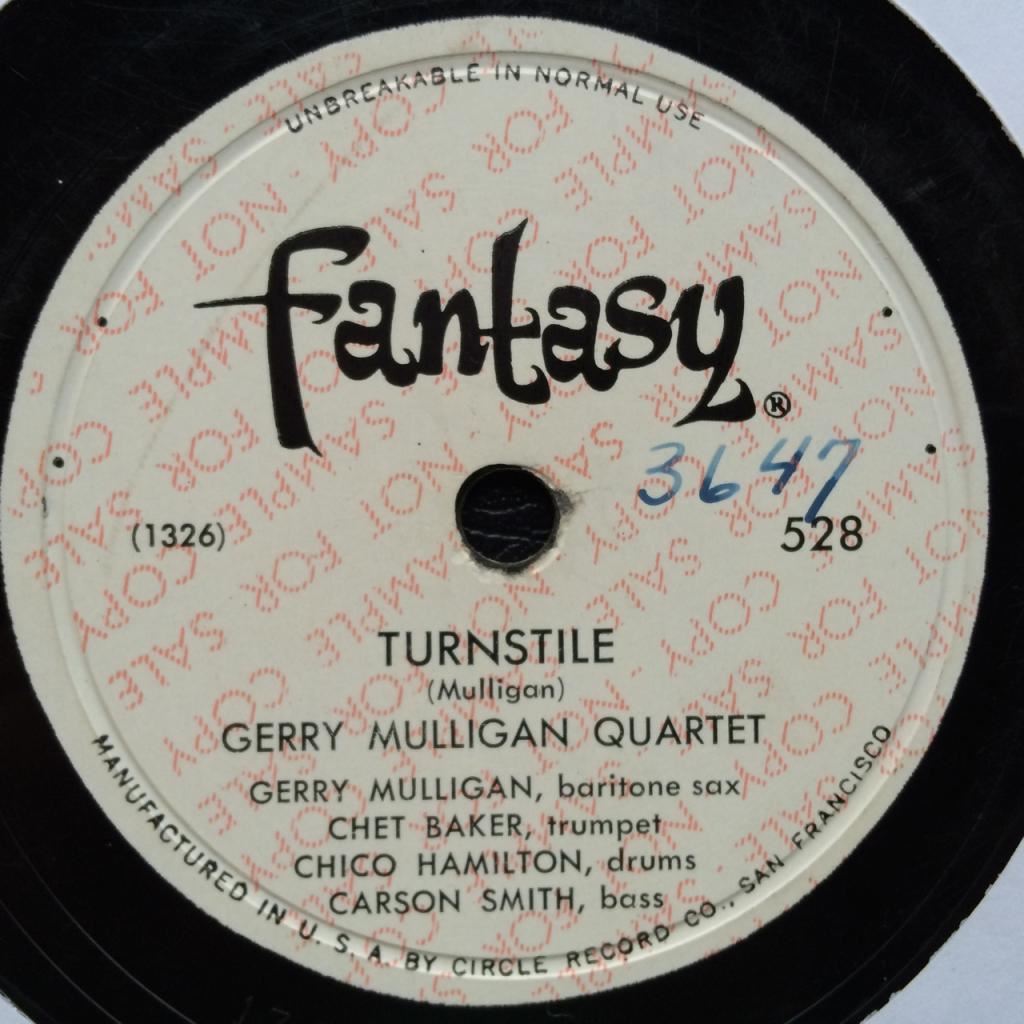 UNBREAKABLE IN NORMAL USE
fantasy®
3647
(1326)
528
TURNSTILE
(Mulligan)
GERRY MULLIGAN QUARTET
GERRY MULLIGAN, baritone sax
CHET BAKER, trumpet
CHICO HAMILTON, drums
CARSON SMITH, bass
MANUFACTURED IN U. S. A. BY CIRCLE RECORD CO., SAN FRANCISCO
SAMPLE COPY · NOT FOR SALE